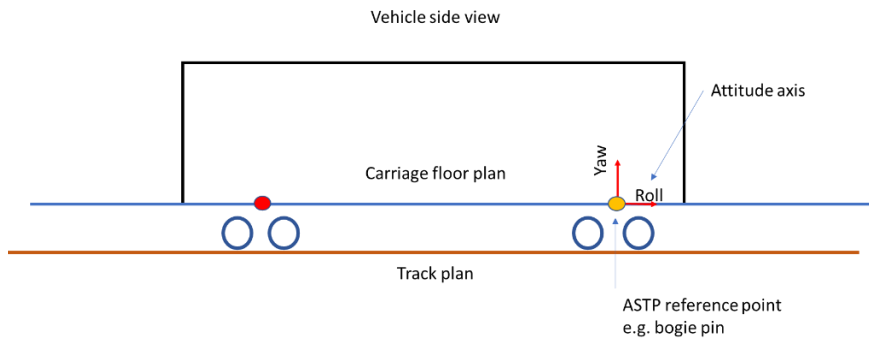 Vehicle side view
Attitude axis
Yaw
Carriage floor plan
Roll
Track plan
ASTP reference point
e.g. bogie pin